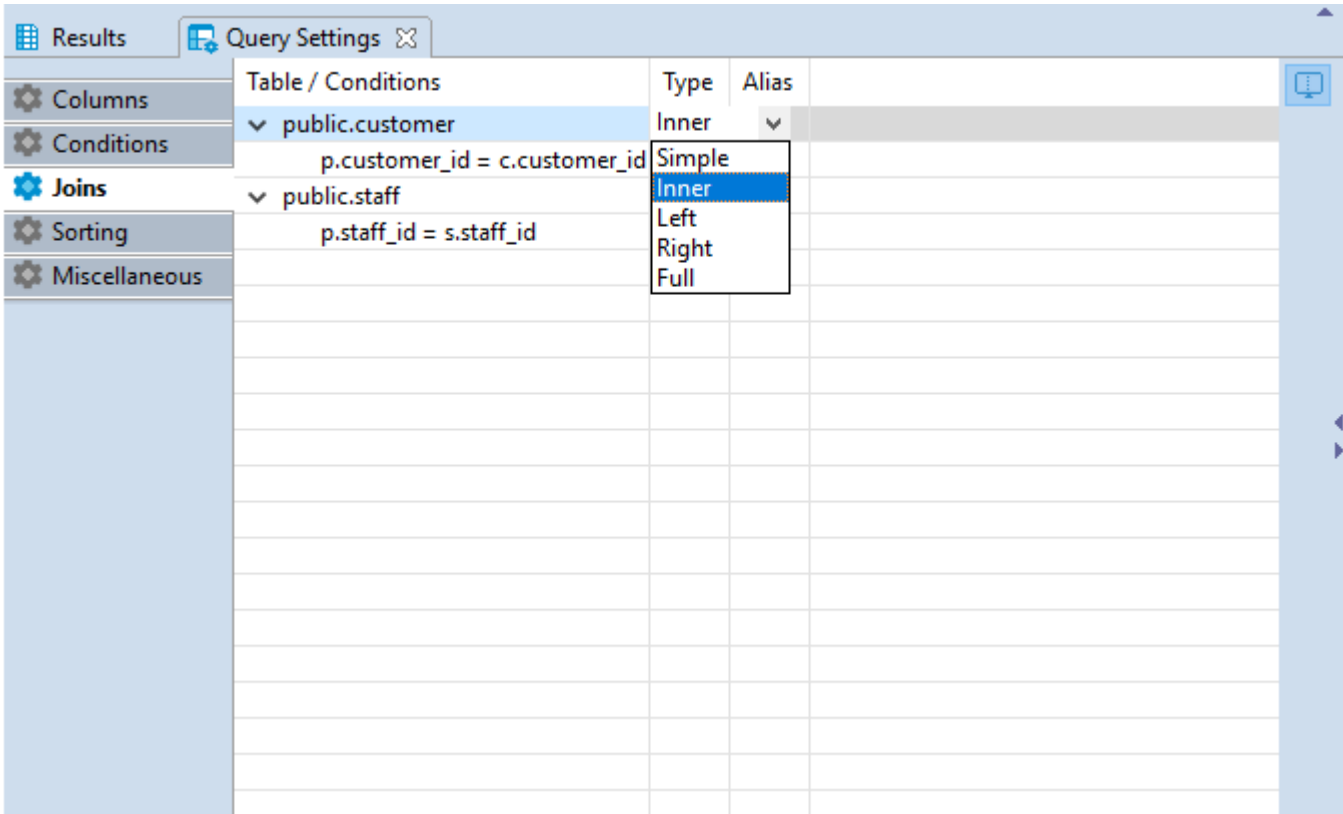 Results Query Settings
Columns
Conditions
Joins
Sorting
Miscellaneous
Table / Conditions Type Alias
public.customer Inner
p.customer_id = c.customer_id
public.staff
p.staff_id = s.staff_id
Simple
Inner
Left
Right
Full